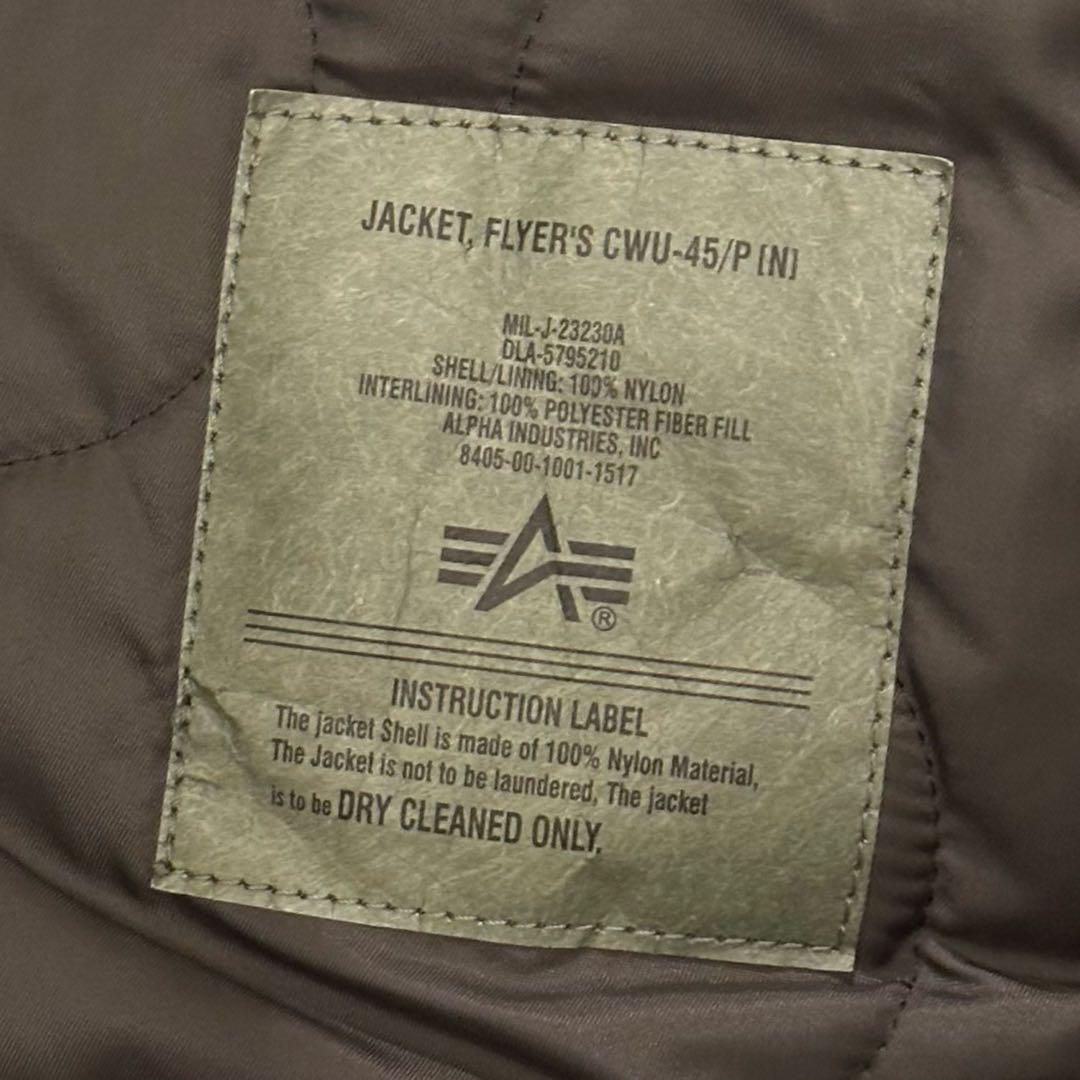 JACKET, FLYER'S CWU-45/P [N]
MIL-J-23230A
DLA-5795210
SHELL/LINING: 100% NYLON
INTERLINING: 100% POLYESTER FIBER FILL
ALPHA INDUSTRIES, INC
8405-00-1001-1517
®
INSTRUCTION LABEL
The jacket Shell is made of 100% Nylon Material,
The Jacket is not to be laundered, The jacket
is to be DRY CLEANED ONLY.